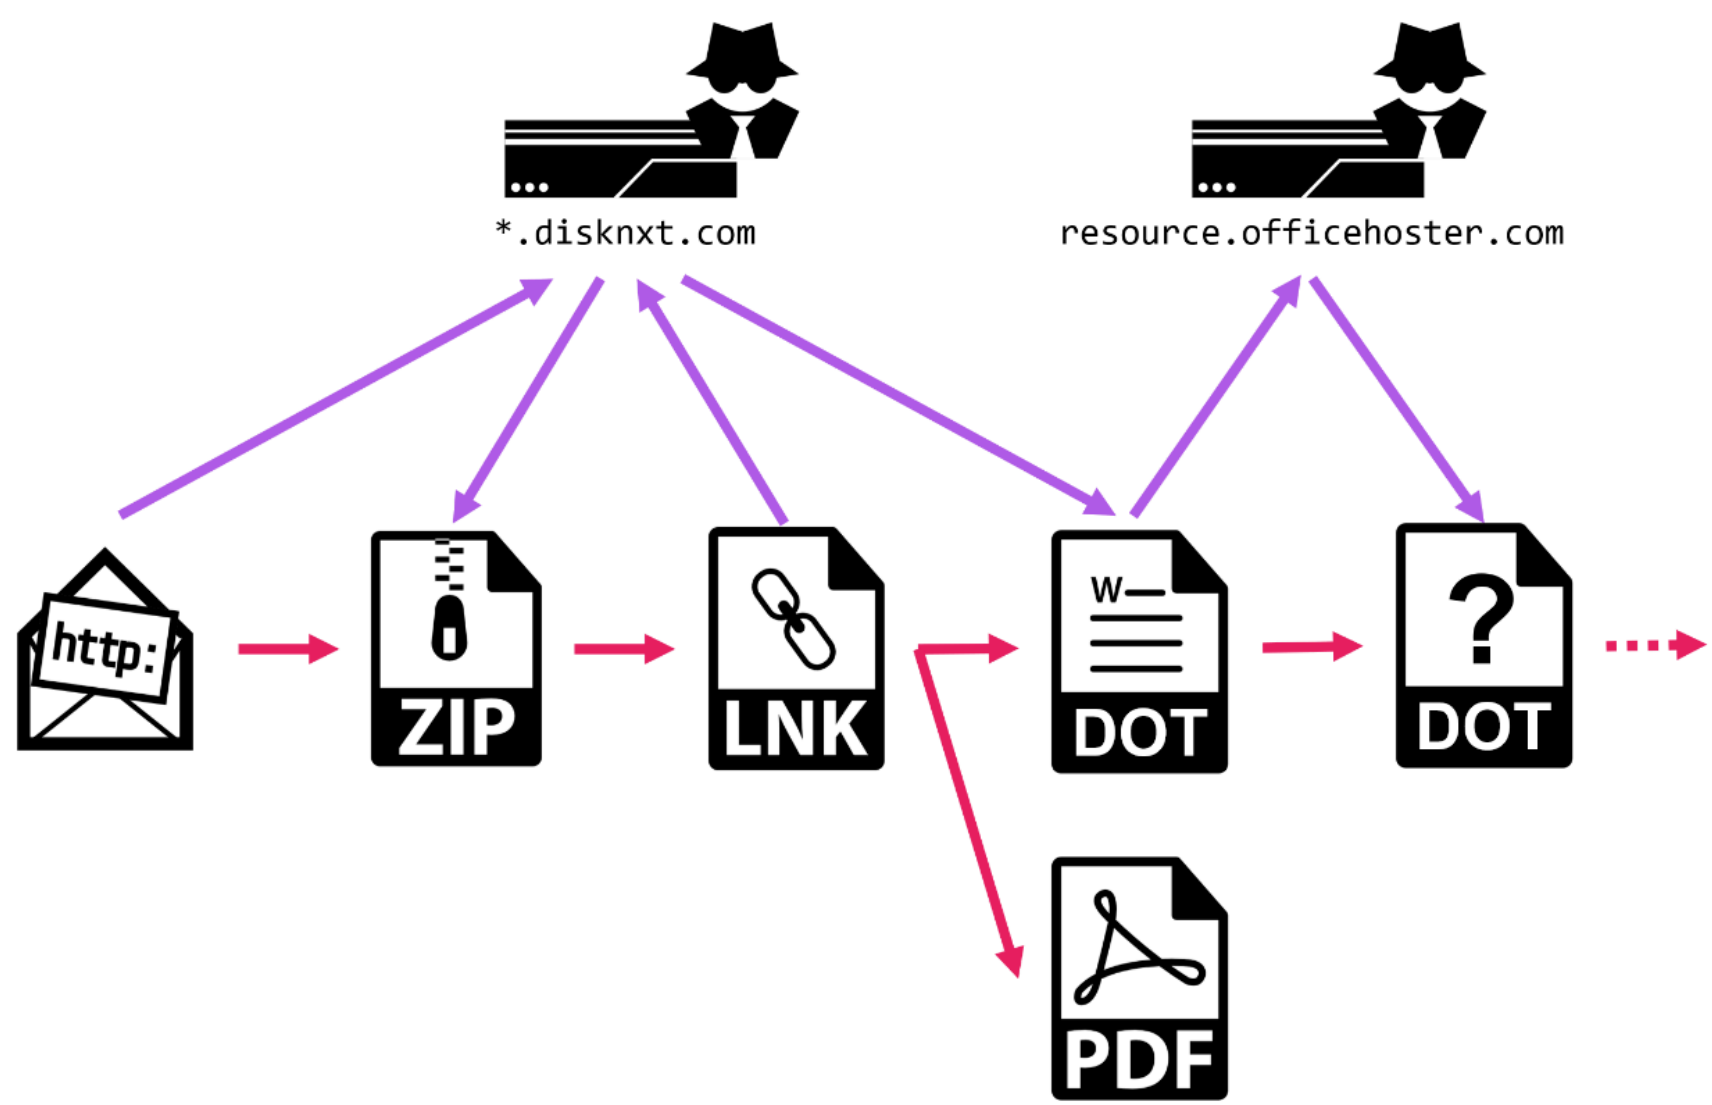 *.disknxt.com
resource.officehoster.com
http:
W
?
ZIP
LNK
DOT
DOT
PDF